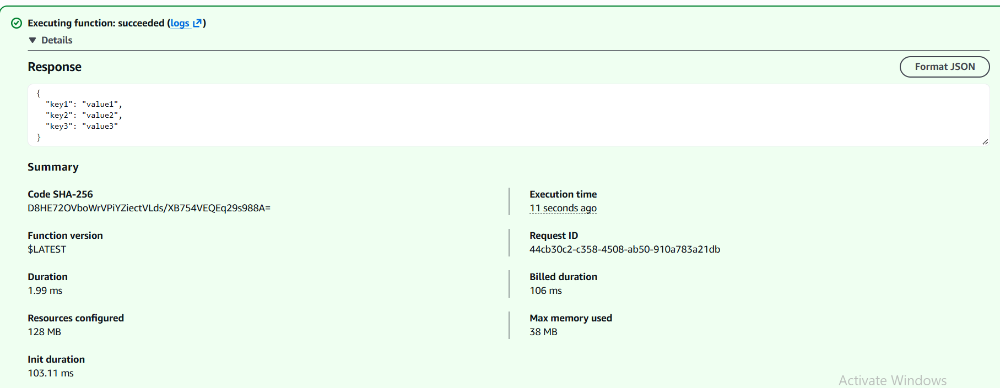 Executing function: succeeded (logs)
Details
Response
Format JSON
{
"key1": "value1",
"key2": "value2",
"key3": "value3"
}
Summary
Code SHA-256
D8HE72OVboWrVPiYZiectVLds/XB754VEQEq29s988A=
Execution time
11 seconds ago
Function version
$LATEST
Request ID
44cb30c2-c358-4508-ab50-910a783a21db
Duration
1.99 ms
Billed duration
106 ms
Resources configured
128 MB
Max memory used
38 MB
Init duration
103.11 ms
Activate Windows